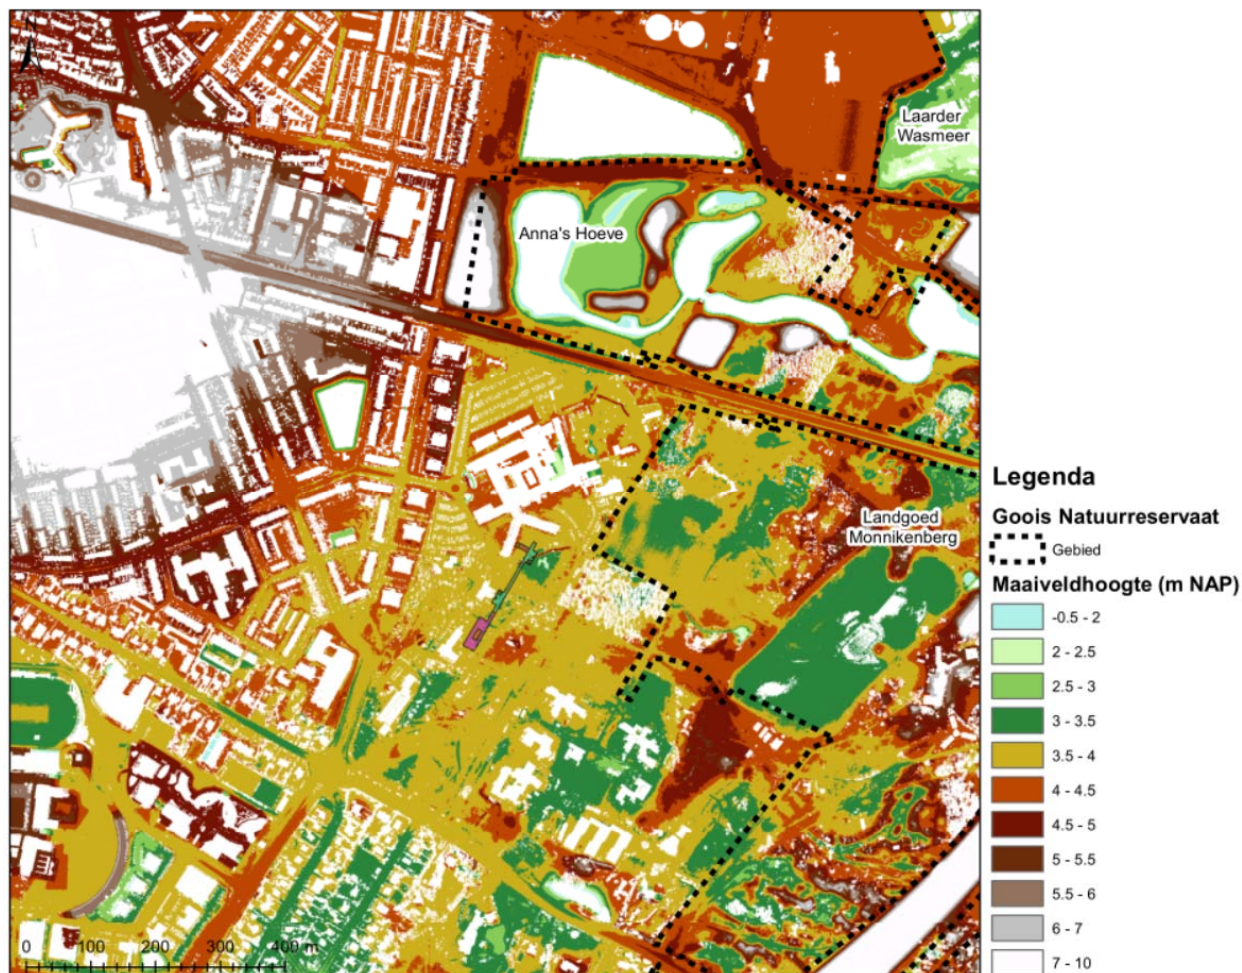 Laarder
Wasmeer
Anna's Hoeve
Landgoed
Monnikenberg
0 100 200 300 400 m
Legenda
Goois Natuurreservaat
Gebied
Maaiveldhoogte (m NAP)
-0.5 - 2
2 - 2.5
2.5 - 3
3 - 3.5
3.5 - 4
4 - 4.5
4.5 - 5
5 - 5.5
5.5 - 6
6 - 7
7 - 10